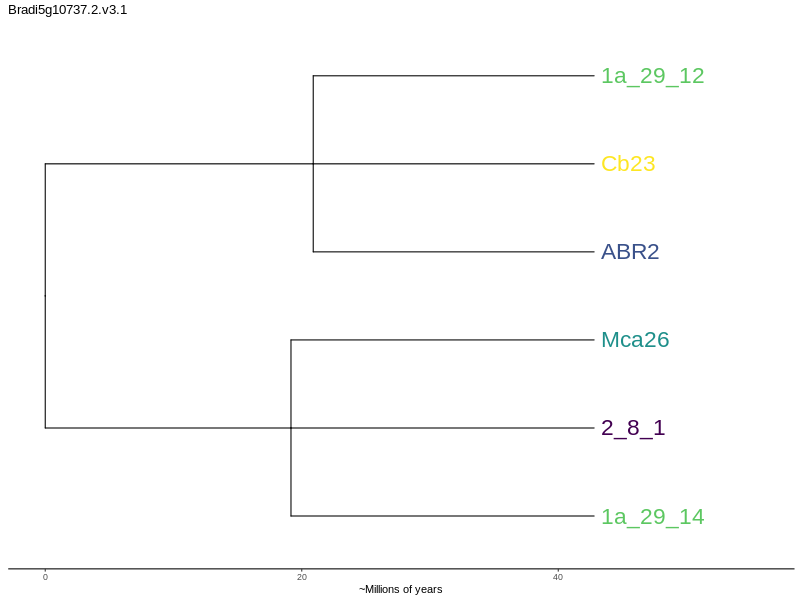 Bradi5g10737.2.v3.1
1a_29_12
Cb23
ABR2
Mca26
2_8_1
1a_29_14
0 20 40
~Millions of years